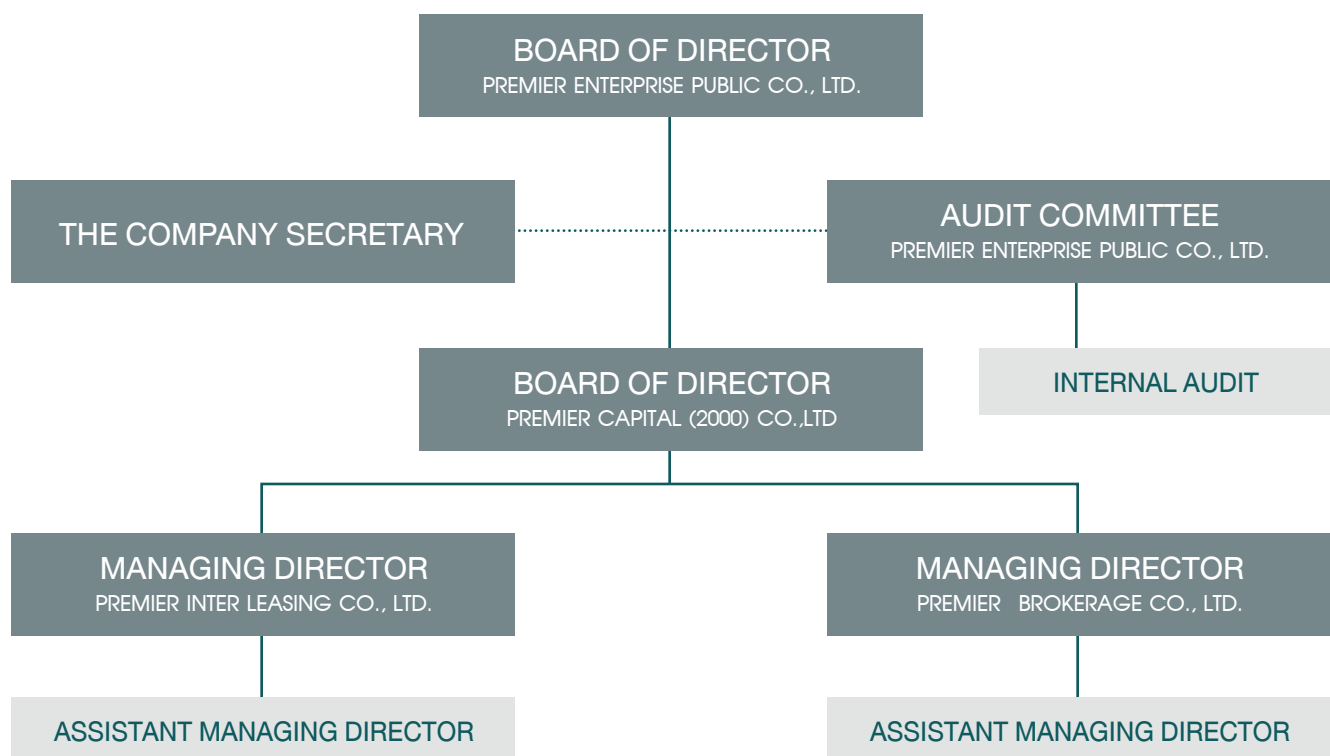 BOARD OF DIRECTOR
PREMIER ENTERPRISE PUBLIC CO., LTD.
THE COMPANY SECRETARY
AUDIT COMMITTEE
PREMIER ENTERPRISE PUBLIC CO., LTD.
BOARD OF DIRECTOR
PREMIER CAPITAL (2000) CO.,LTD
INTERNAL AUDIT
MANAGING DIRECTOR
PREMIER INTER LEASING CO., LTD.
MANAGING DIRECTOR
PREMIER BROKERAGE CO., LTD.
ASSISTANT MANAGING DIRECTOR
ASSISTANT MANAGING DIRECTOR